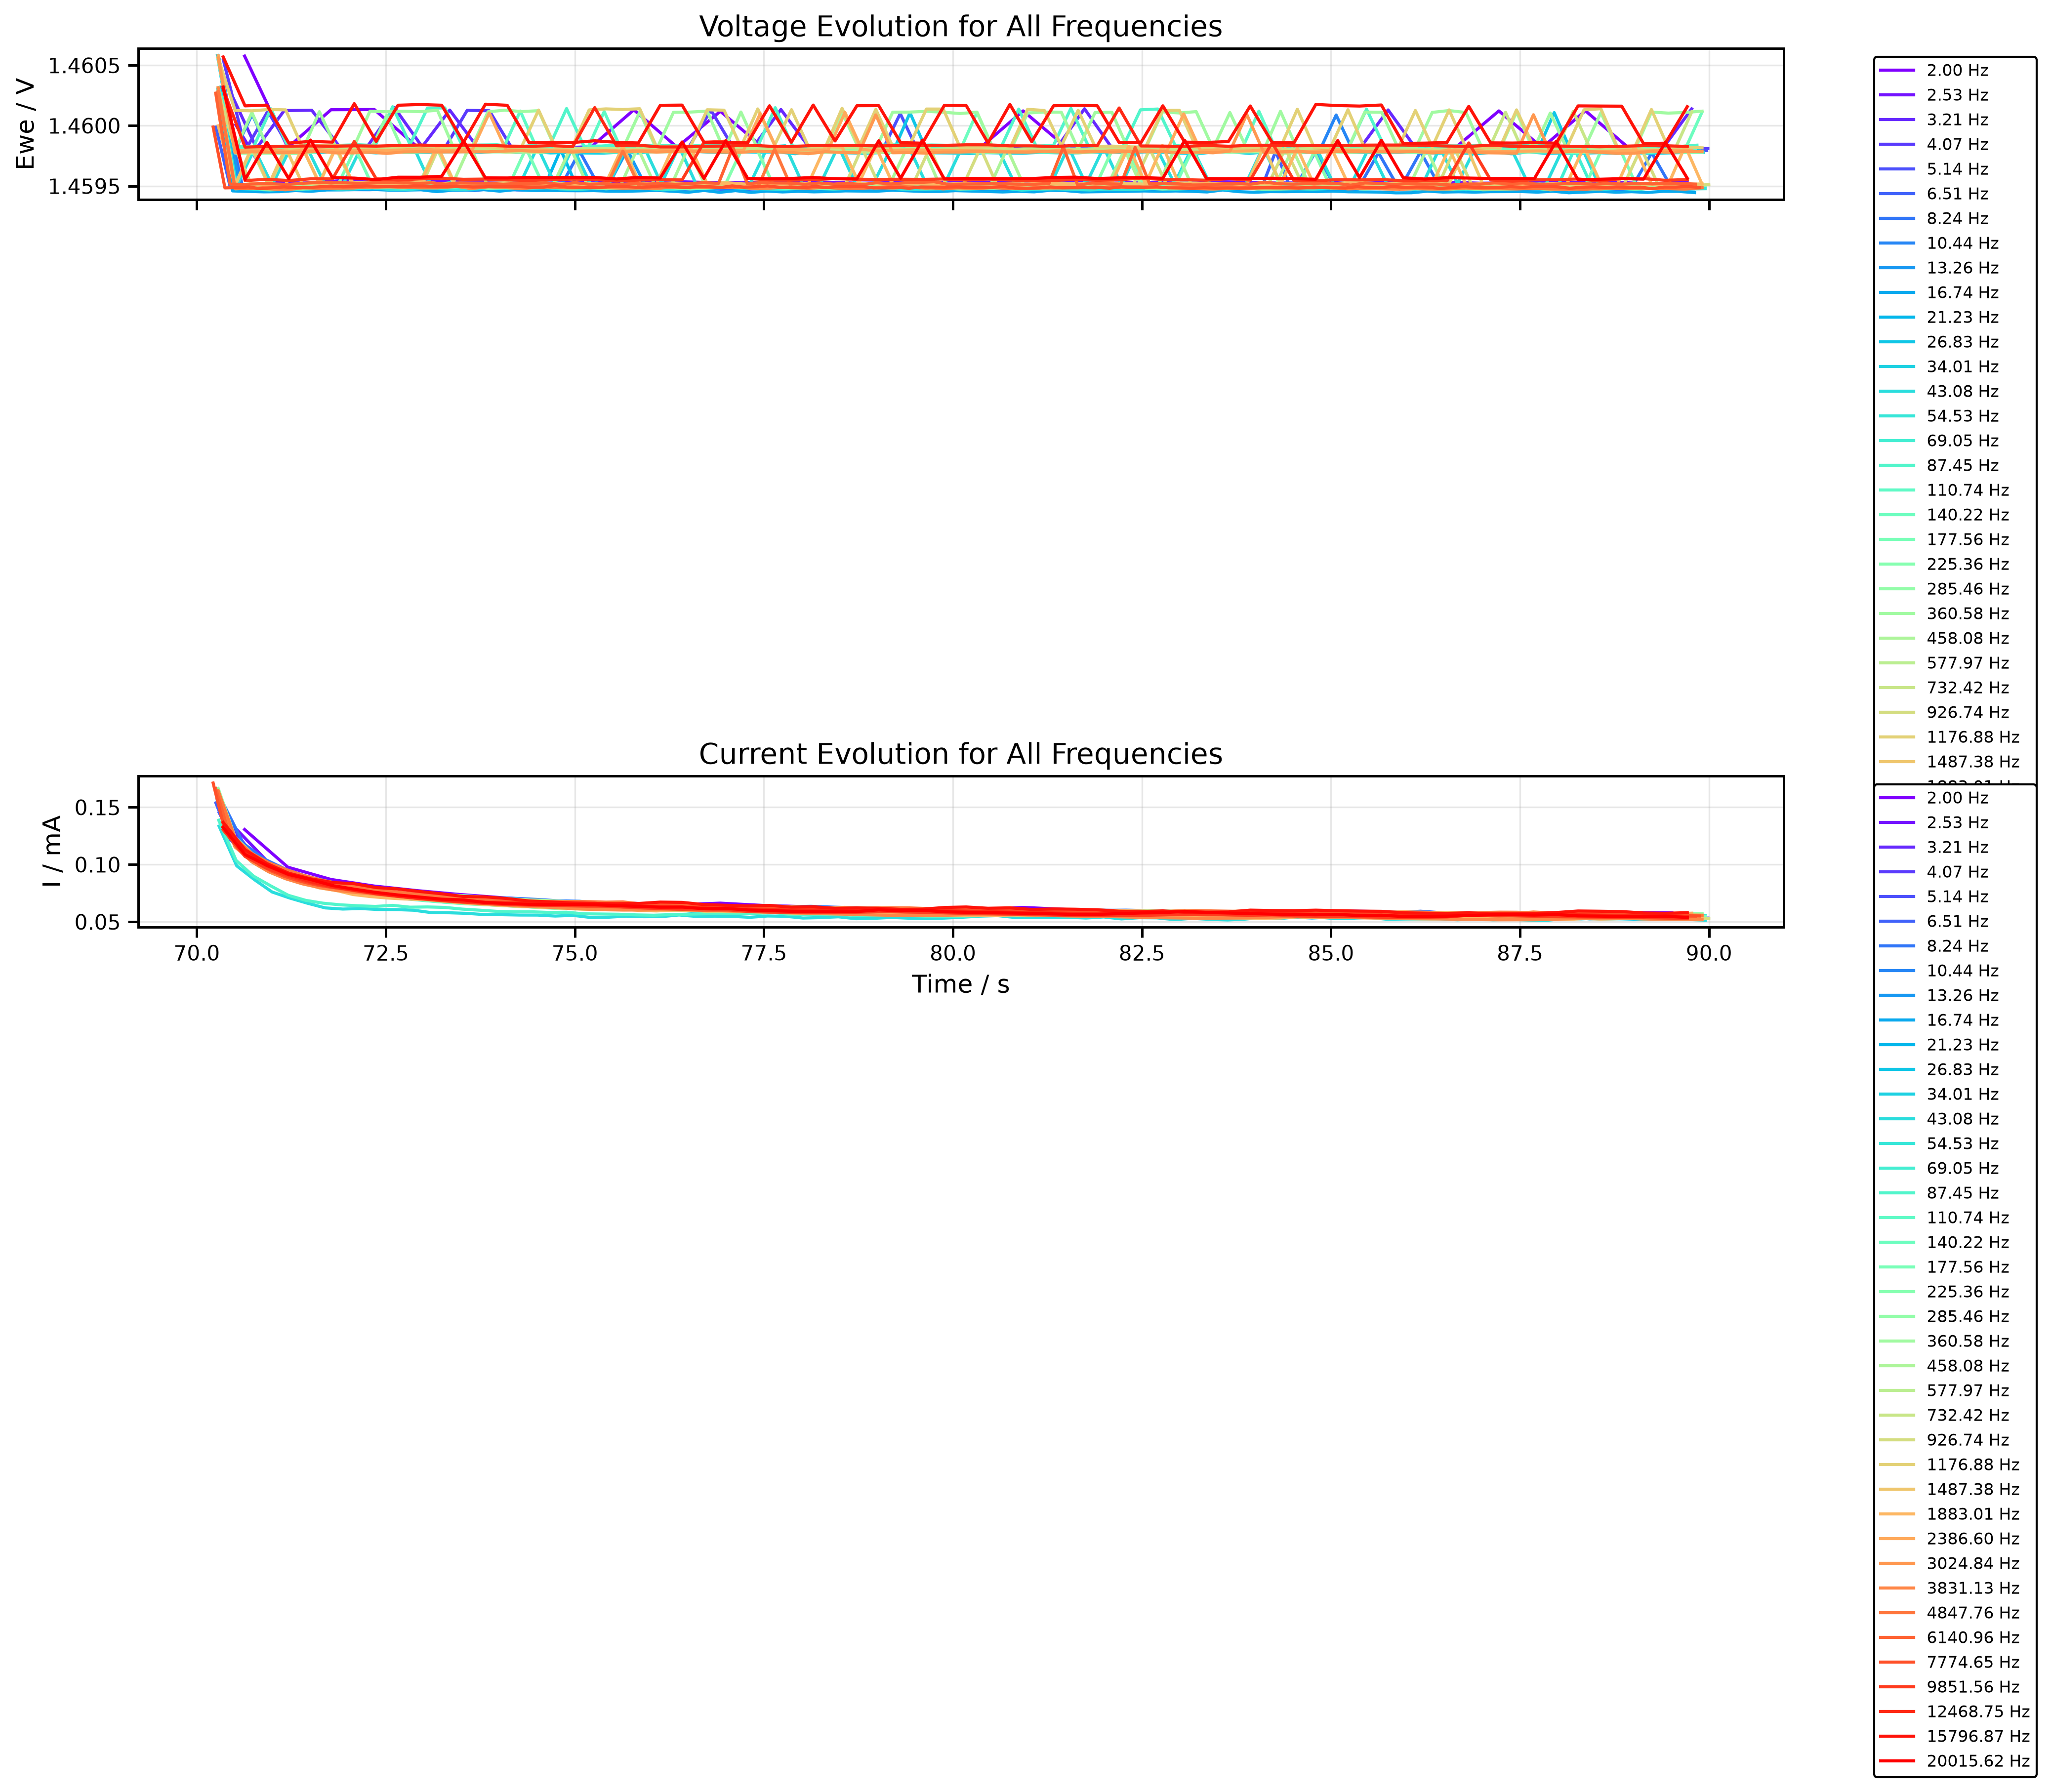 Voltage Evolution for All Frequencies
Ewe / V
1.4605
1.4600
1.4595
2.00 Hz
2.53 Hz
3.21 Hz
4.07 Hz
5.14 Hz
6.51 Hz
8.24 Hz
10.44 Hz
13.26 Hz
16.74 Hz
21.23 Hz
26.83 Hz
34.01 Hz
43.08 Hz
54.53 Hz
69.05 Hz
87.45 Hz
110.74 Hz
140.22 Hz
177.56 Hz
225.36 Hz
285.46 Hz
360.58 Hz
458.08 Hz
577.97 Hz
732.42 Hz
926.74 Hz
1176.88 Hz
1487.38 Hz
Current Evolution for All Frequencies
I / mA
0.15
0.10
0.05
70.0 72.5 75.0 77.5 80.0 82.5 85.0 87.5 90.0
Time / s
2.00 Hz
2.53 Hz
3.21 Hz
4.07 Hz
5.14 Hz
6.51 Hz
8.24 Hz
10.44 Hz
13.26 Hz
16.74 Hz
21.23 Hz
26.83 Hz
34.01 Hz
43.08 Hz
54.53 Hz
69.05 Hz
87.45 Hz
110.74 Hz
140.22 Hz
177.56 Hz
225.36 Hz
285.46 Hz
360.58 Hz
458.08 Hz
577.97 Hz
732.42 Hz
926.74 Hz
1176.88 Hz
1487.38 Hz
1883.01 Hz
2386.60 Hz
3024.84 Hz
3831.13 Hz
4847.76 Hz
6140.96 Hz
7774.65 Hz
9851.56 Hz
12468.75 Hz
15796.87 Hz
20015.62 Hz